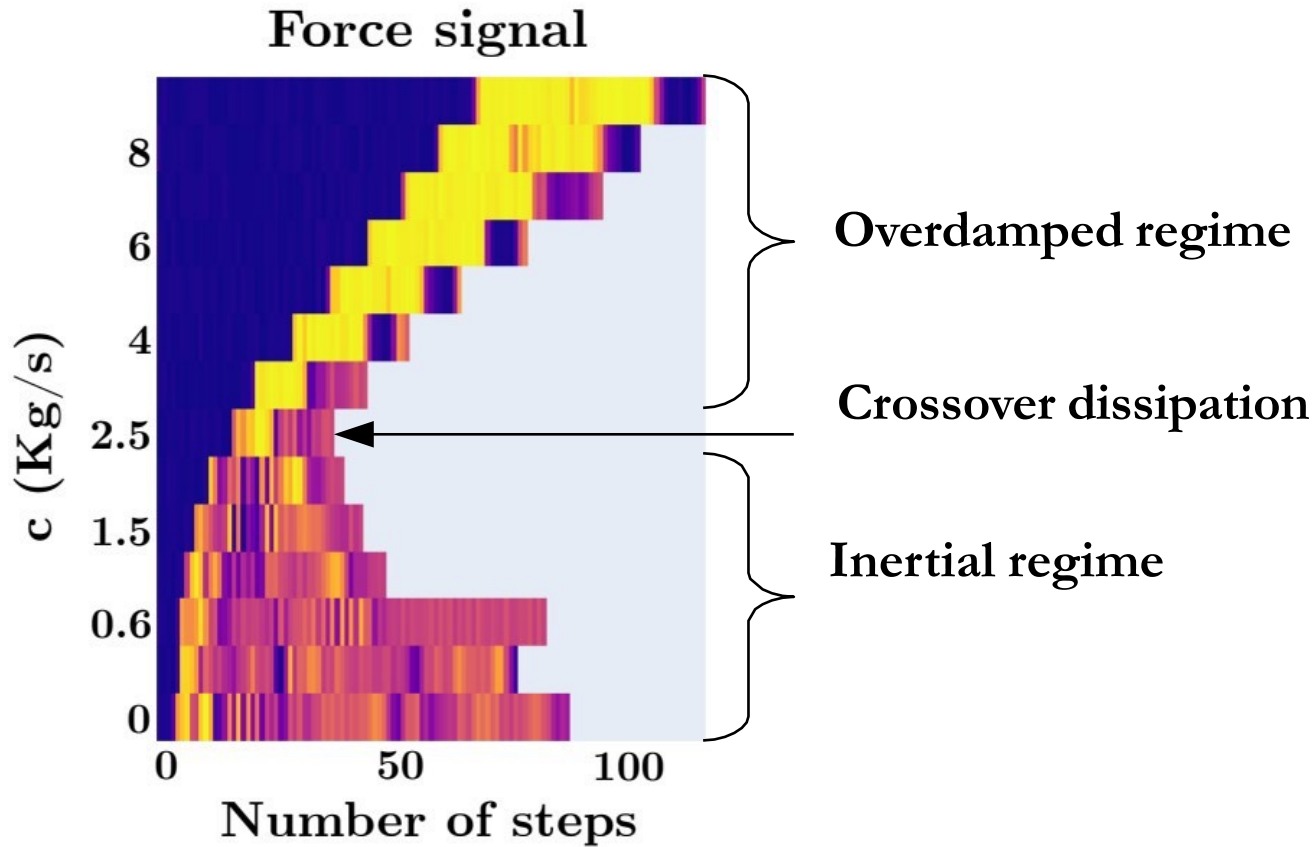 Force signal
8
6
4
2.5
1.5
0.6
0
c (Kg/s)
0 50 100
Number of steps
Overdamped regime
Crossover dissipation
Inertial regime